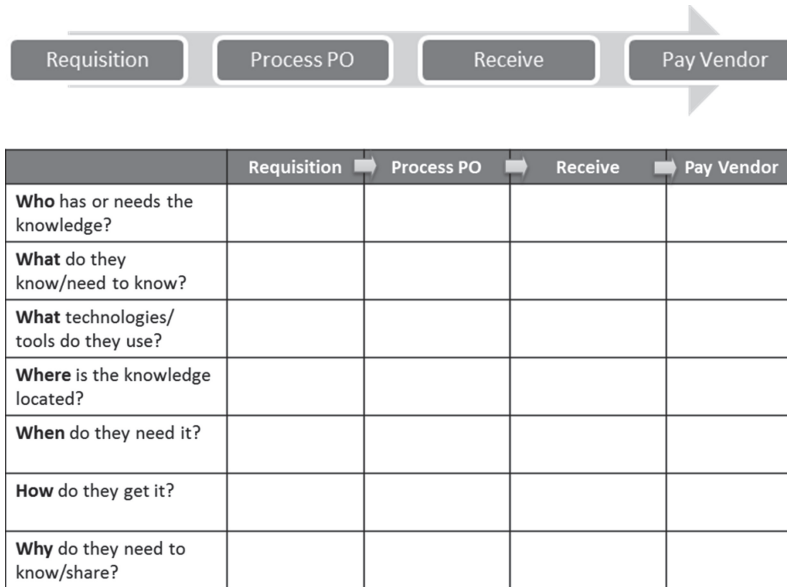 Requisition Process PO Receive Pay Vendor
Requisition Process PO Receive Pay Vendor
Who has or needs the
knowledge?
What do they
know/need to know?
What technologies/
tools do they use?
Where is the knowledge
located?
When do they need it?
How do they get it?
Why do they need to
know/share?